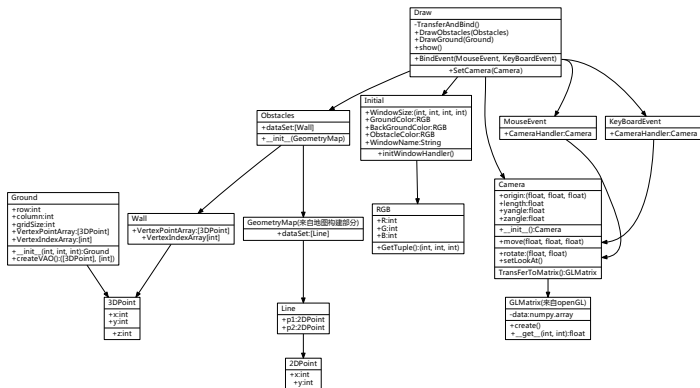 Draw
-TransferAndBind()
+DrawObstacles(Obstacles)
+DrawGround(Ground)
+show()
+BindEvent(MouseEvent, KeyBoardEvent)
+SetCamera(Camera)
Obstacles
+dataSet:[Wall]
+__init__(GeometryMap)
Initial
+WindowSize:(int, int, int, int)
+GroundColor:RGB
+BackGroundColor:RGB
+ObstacleColor:RGB
+WindowName:String
+initWindowHandler()
MouseEvent
+CameraHandler:Camera
KeyBoardEvent
+CameraHandler:Camera
Ground
+row:int
+column:int
+gridSize:int
+VertexPointArray:[3DPoint]
+VertexIndexArray:[int]
+__init__(int, int, int):Ground
+createVAO():([3DPoint], [int])
Wall
+VertexPointArray:[3DPoint]
+VertexIndexArray[int]
GeometryMap(来自地图构建部分)
+dataSet:[Line]
RGB
+R:int
+G:int
+B:int
+GetTuple():(int, int, int)
Camera
+origin(float, float, float)
+length:float
+yangle:float
+zangle:float
+__init__():Camera
+move(float, float, float)
+rotate:(float, float)
+setLookAt()
TransFerToMatrix():GLMatrix
3DPoint
+x:int
+y:int
+z:int
Line
+p1:2DPoint
+p2:2DPoint
GLMatrix(来自openGL)
-data:numpy.array
+create()
+__get__(int, int):float
2DPoint
+x:int
+y:int